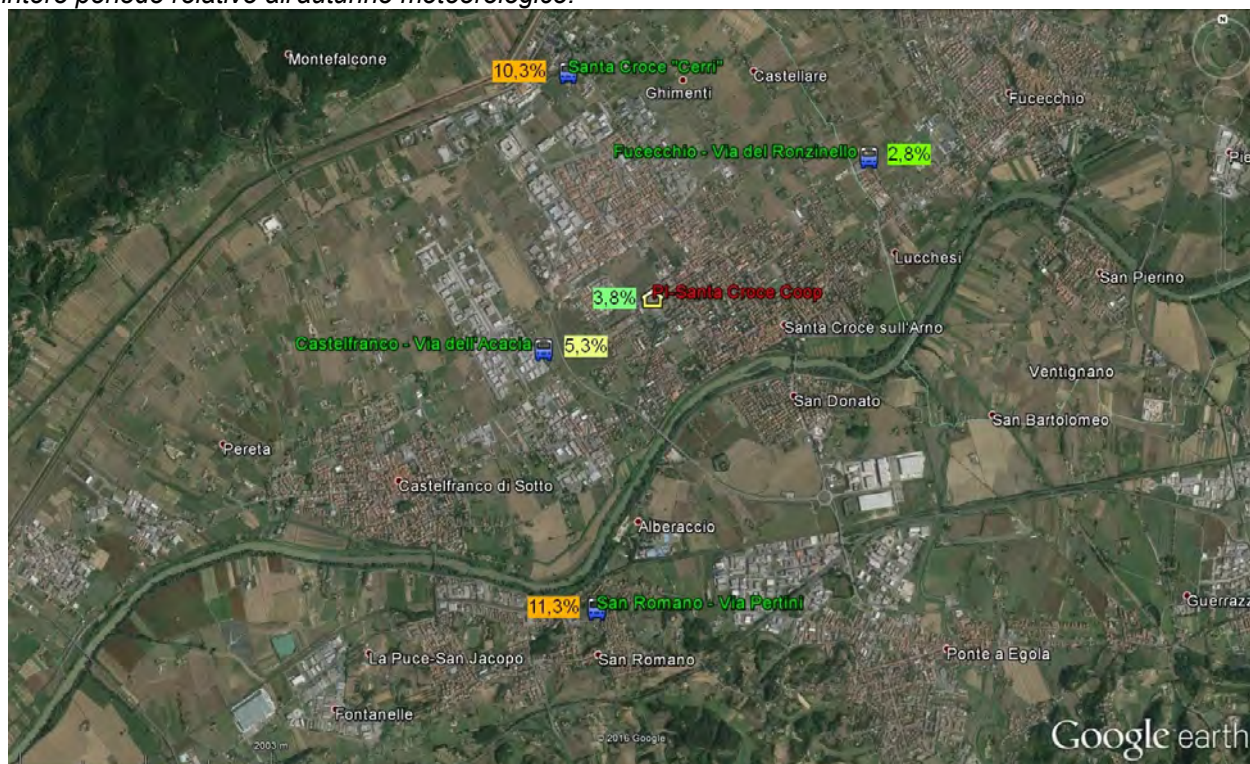 intero periodo relativo all'autunno meteorologico.
Montefalcone
10,3%
Santa Croce "Cerri"
Ghimenti
Castellare
Fucecchio
Fucecchio - Via del Ronzinello
2,8%
Pie
Lucchesi
San Pierino
3,8%
PI-Santa Croce Coop
Santa Croce sull'Arno
Castelfranco - Via dell'Acacia
5,3%
Ventignano
San Donato
San Bartolomeo
Pereta
Castelfranco di Sotto
Alberaccio
11,3%
San Romano - Via Pertini
Guerrazz
La Puce-San Jacopo
San Romano
Ponte a Egola
Fontanelle
2003 m
© 2016 Google
Google earth
N